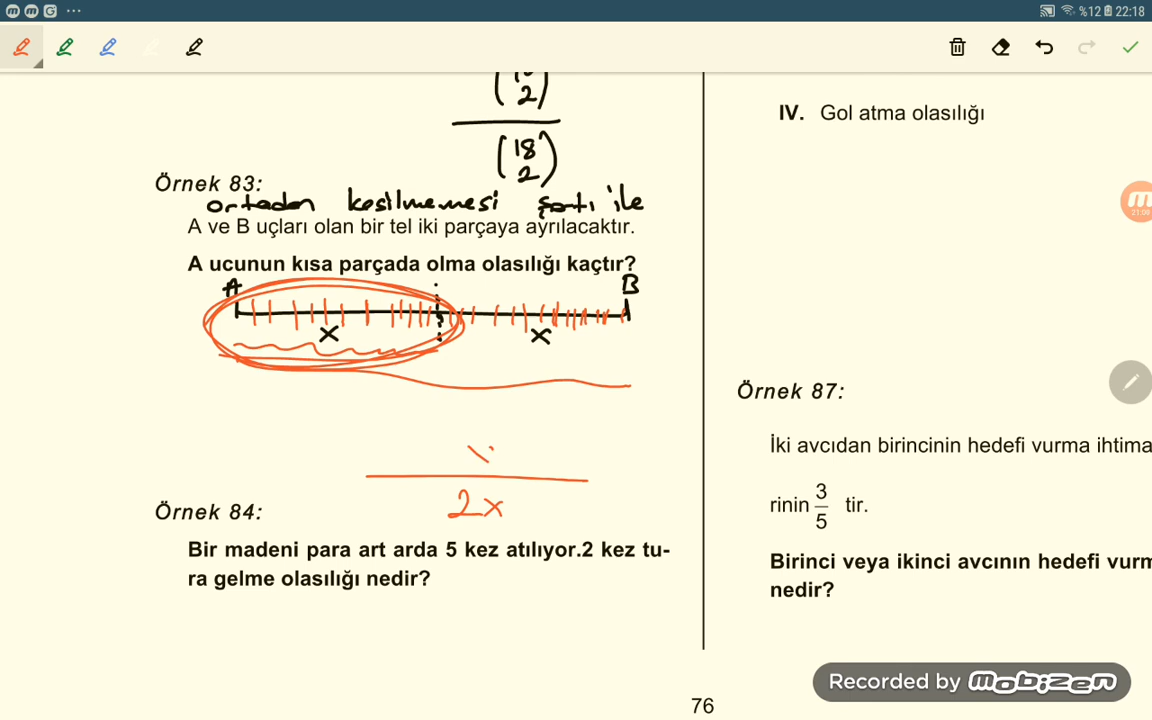 %12 22:18
2
18
2
Örnek 83:
ortadan kesilmemesi şartı ile
A ve B uçları olan bir tel iki parçaya ayrılacaktır.
A ucunun kısa parçada olma olasılığı kaçtır?
A B
x x
2x
Örnek 84:
Bir madeni para art arda 5 kez atılıyor.2 kez tu-
ra gelme olasılığı nedir?
IV. Gol atma olasılığı
21:00
Örnek 87:
İki avcıdan birincinin hedefi vurma ihtima
rinin 3/5 tir.
Birinci veya ikinci avcının hedefi vurm
nedir?
Recorded by mobizen
76